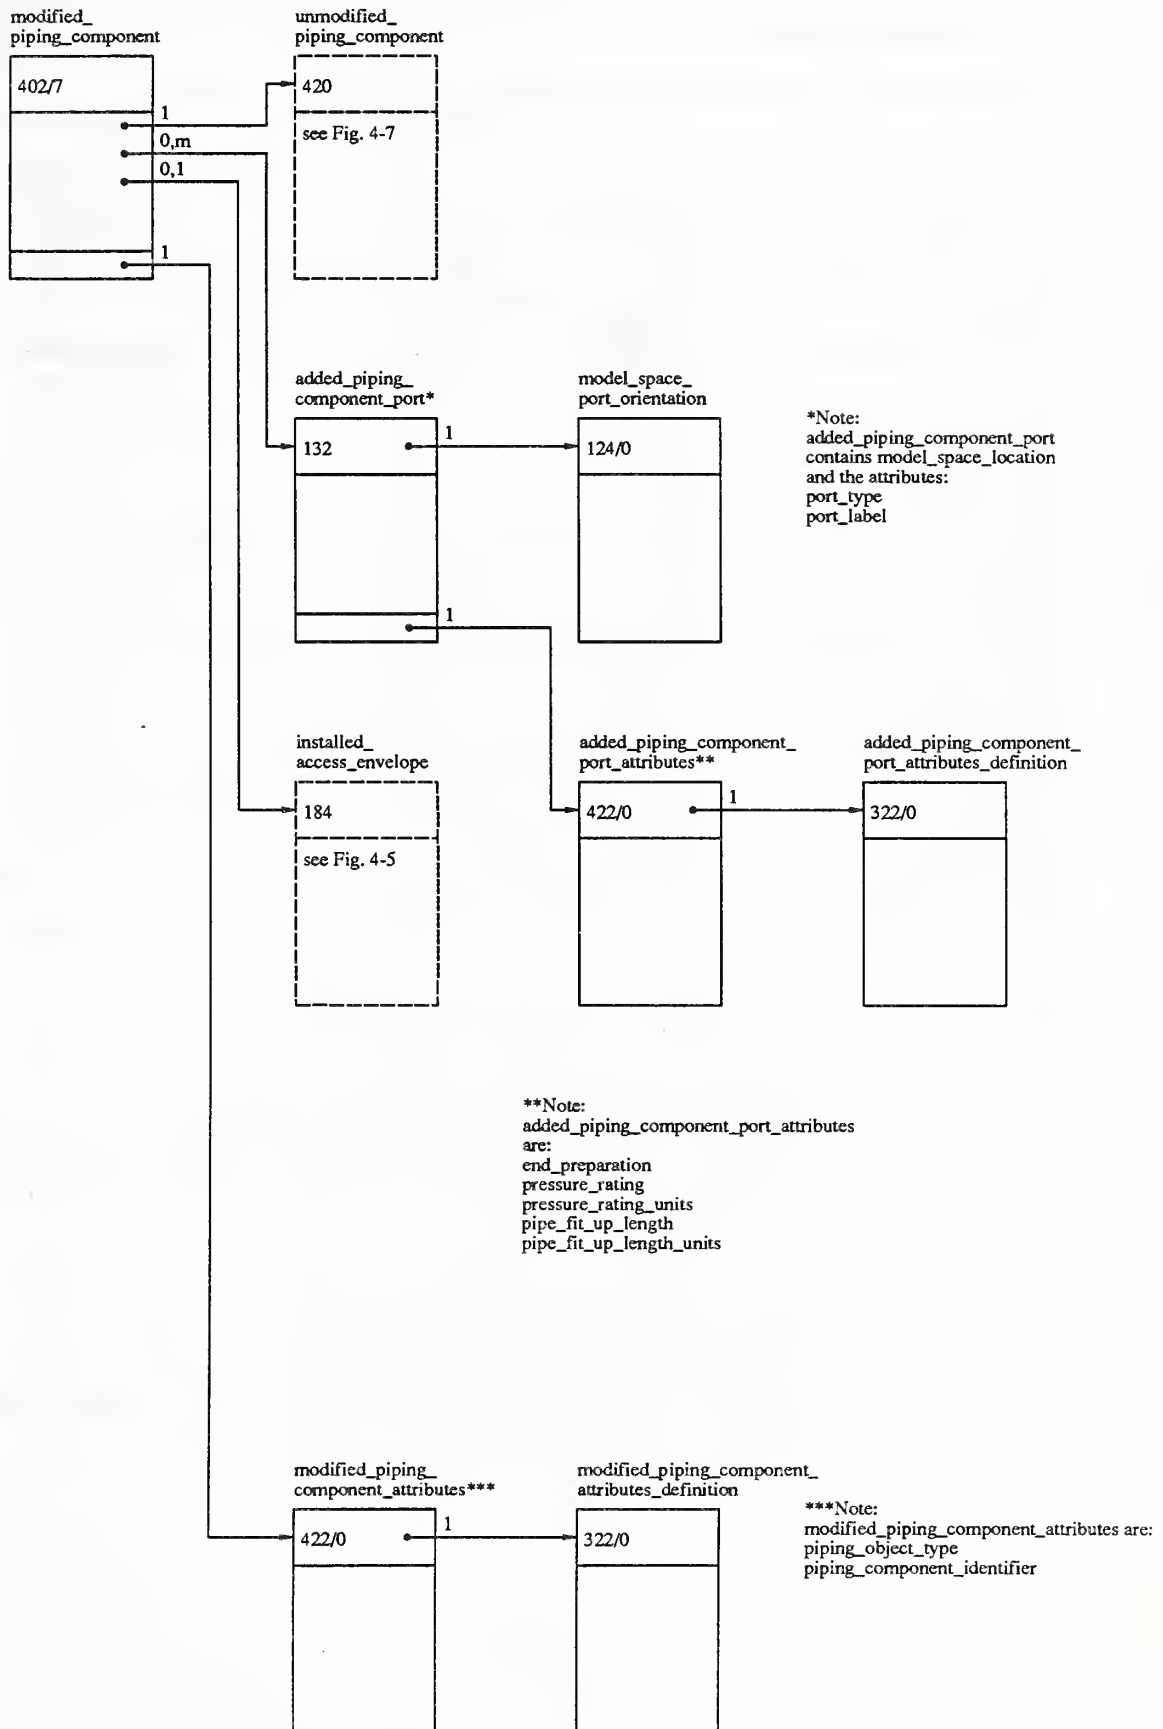 modified_
piping_component
402/7
1
0,m
0,1
1
unmodified_
piping_component
420
see Fig. 4-7
added_piping_
component_port*
132
1
1
model_space_
port_orientation
124/0
*Note:
added_piping_component_port
contains model_space_location
and the attributes:
port_type
port_label
installed_
access_envelope
184
see Fig. 4-5
added_piping_component_
port_attributes**
422/0
1
added_piping_component_
port_attributes_definition
322/0
**Note:
added_piping_component_port_attributes
are:
end_preparation
pressure_rating
pressure_rating_units
pipe_fit_up_length
pipe_fit_up_length_units
modified_piping_
component_attributes***
422/0
1
modified_piping_component_
attributes_definition
322/0
***Note:
modified_piping_component_attributes are:
piping_object_type
piping_component_identifier